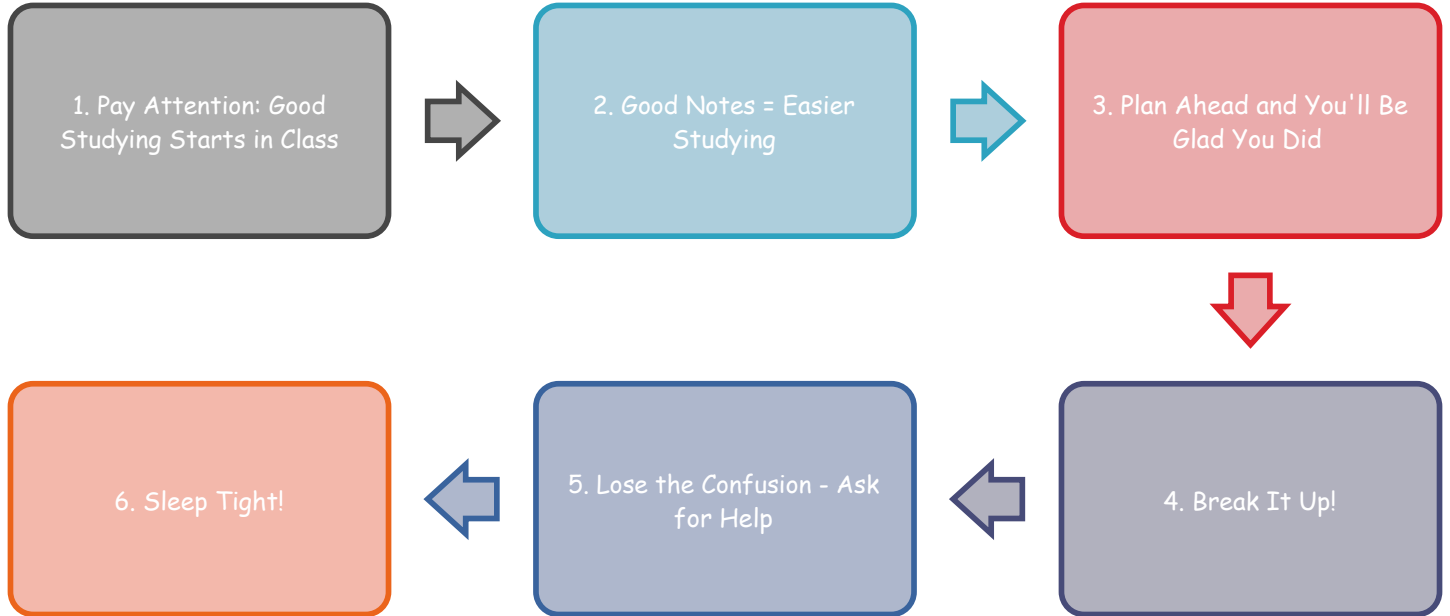 1. Pay Attention: Good
Studying Starts in Class
2. Good Notes = Easier
Studying
3. Plan Ahead and You'll Be
Glad You Did
4. Break It Up!
5. Lose the Confusion - Ask
for Help
6. Sleep Tight!